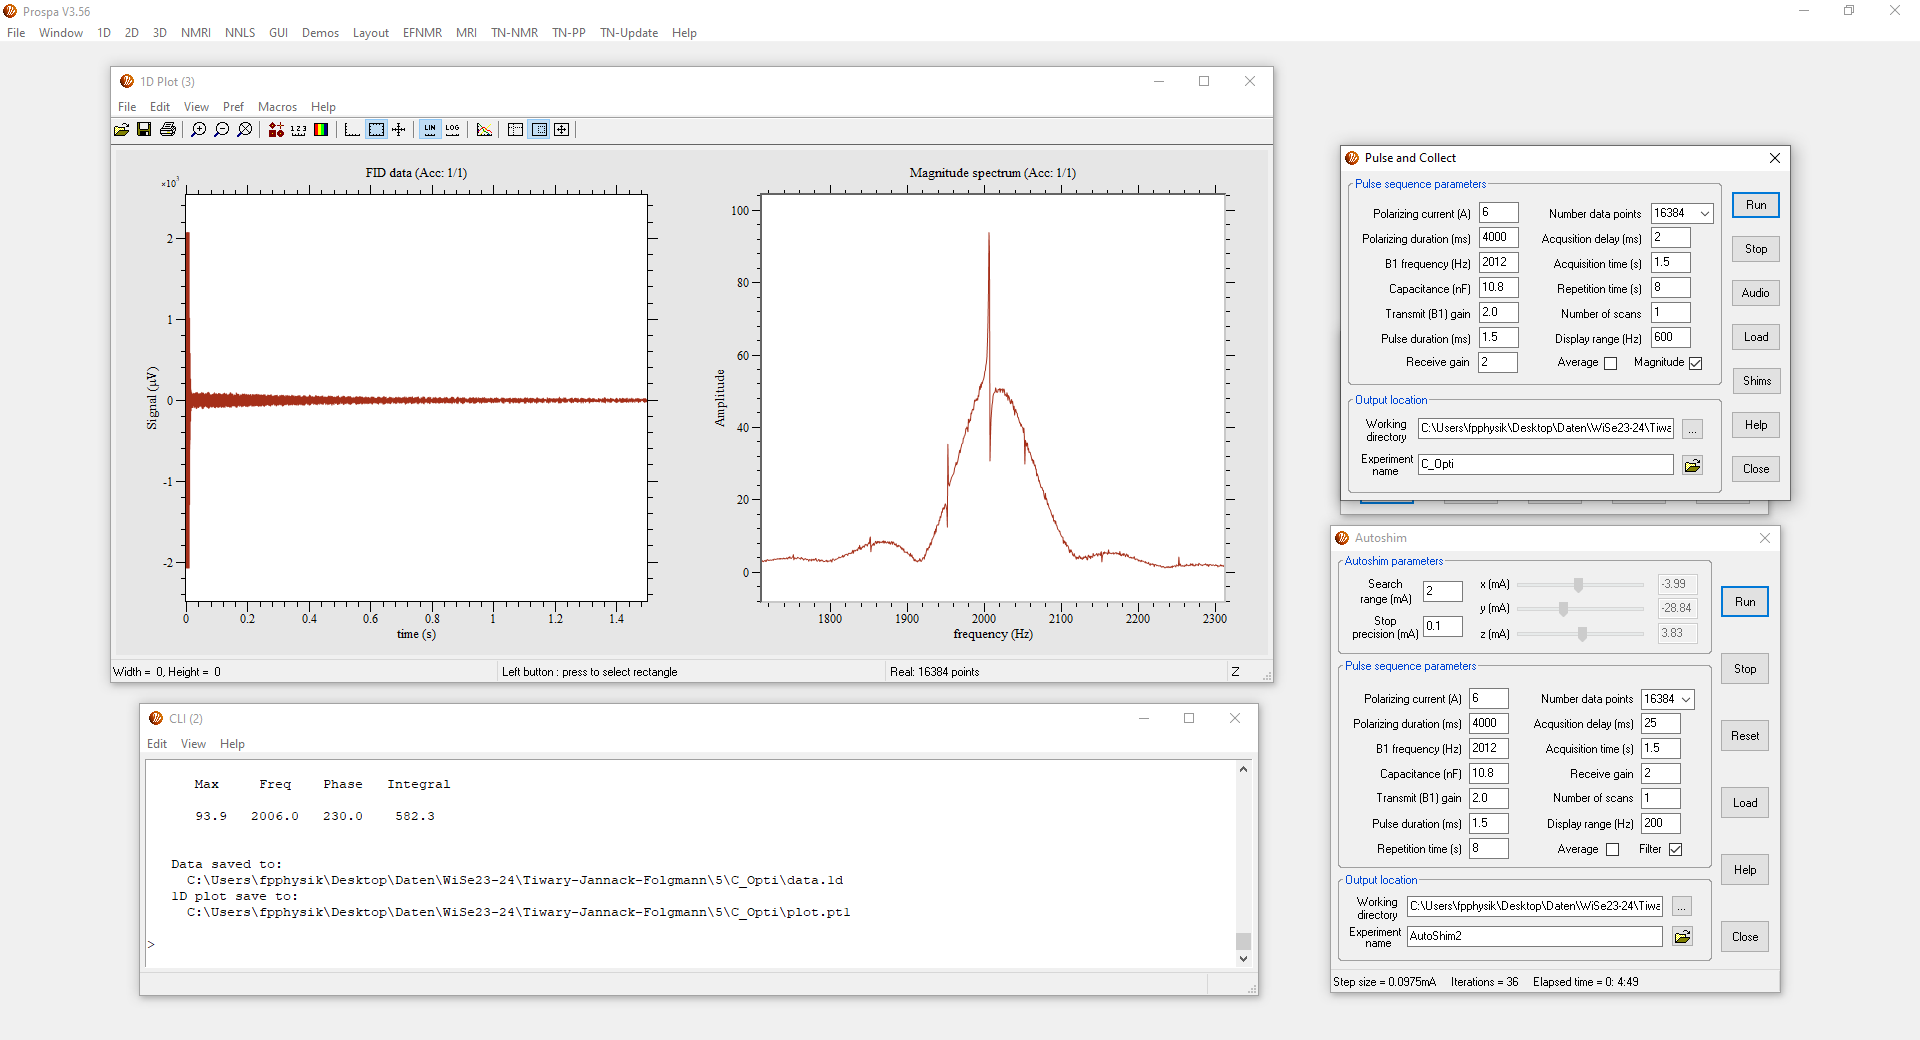 Prospa V3.56
File Window 1D 2D 3D NMRI NNLS GUI Demos Layout EFNMR MRI TN-NMR TN-PP TN-Update Help
1D Plot (3)
File Edit View Pref Macros Help
1 2 3 LIN LOG
FID data (Acc: 1/1)
×10³
2
1
0
-1
-2
Signal (µV)
0 0.2 0.4 0.6 0.8 1 1.2 1.4
time (s)
Magnitude spectrum (Acc: 1/1)
100
80
60
40
20
0
Amplitude
1800 1900 2000 2100 2200 2300
frequency (Hz)
Width = 0, Height = 0 Left button : press to select rectangle Real: 16384 points Z
CLI (2)
Edit View Help
Max Freq Phase Integral
93.9 2006.0 230.0 582.3
Data saved to:
C:\Users\fpphysik\Desktop\Daten\WiSe23-24\Tiwary-Jannack-Folgmann\5\C_Opti\data.1d
1D plot save to:
C:\Users\fpphysik\Desktop\Daten\WiSe23-24\Tiwary-Jannack-Folgmann\5\C_Opti\plot.pt1
>
Pulse and Collect
Pulse sequence parameters
Polarizing current (A) 6 Number data points 16384
Polarizing duration (ms) 4000 Acqusition delay (ms) 2
B1 frequency (Hz) 2012 Acquisition time (s) 1.5
Capacitance (nF) 10.8 Repetition time (s) 8
Transmit (B1) gain 2.0 Number of scans 1
Pulse duration (ms) 1.5 Display range (Hz) 600
Receive gain 2 Average Magnitude
Output location
Working directory C:\Users\fpphysik\Desktop\Daten\WiSe23-24\Tiwa ...
Experiment name C_Opti
Run
Stop
Audio
Load
Shims
Help
Close
Autoshim
Autoshim parameters
Search range (mA) 2
Stop precision (mA) 0.1
x (mA) -3.99
y (mA) -28.84
z (mA) 3.83
Pulse sequence parameters
Polarizing current (A) 6 Number data points 16384
Polarizing duration (ms) 4000 Acqusition delay (ms) 25
B1 frequency (Hz) 2012 Acquisition time (s) 1.5
Capacitance (nF) 10.8 Receive gain 2
Transmit (B1) gain 2.0 Number of scans 1
Pulse duration (ms) 1.5 Display range (Hz) 200
Repetition time (s) 8 Average Filter
Output location
Working directory C:\Users\fpphysik\Desktop\Daten\WiSe23-24\Tiwa ...
Experiment name AutoShim2
Run
Stop
Reset
Load
Help
Close
Step size = 0.0975mA Iterations = 36 Elapsed time = 0: 4:49